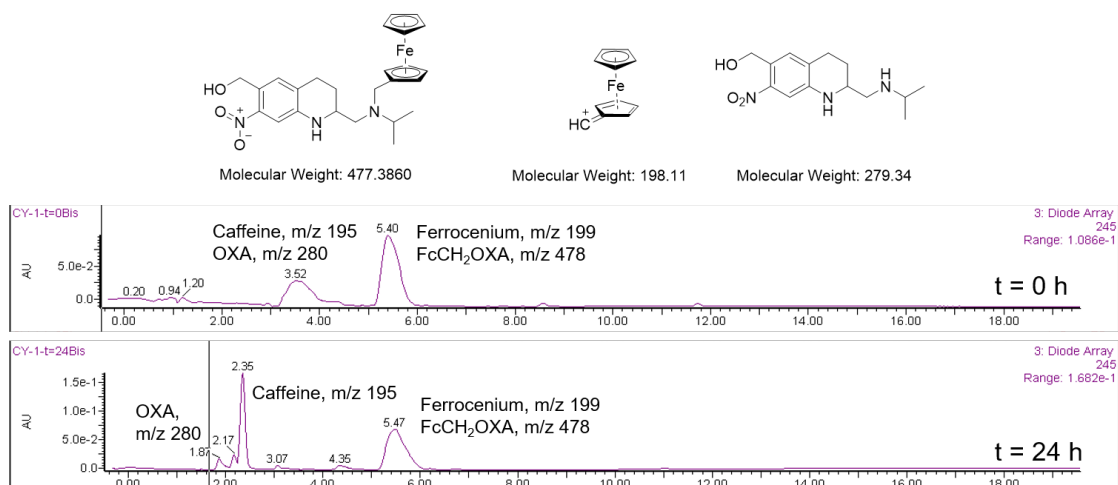 Fe
HO
N+
O
O−
N
H
N
Molecular Weight: 477.3860
Fe
+
HC
Molecular Weight: 198.11
HO
O2N
N
H
H
N
Molecular Weight: 279.34
CY-1-t=0Bis
3: Diode Array
245
Range: 1.086e-1
AU
5.0e-2
0.0
0.20
0.94
1.20
3.52
5.40
Caffeine, m/z 195
OXA, m/z 280
Ferrocenium, m/z 199
FcCH2OXA, m/z 478
t = 0 h
0.00 2.00 4.00 6.00 8.00 10.00 12.00 14.00 16.00 18.00
CY-1-t=24Bis
3: Diode Array
245
Range: 1.682e-1
AU
1.5e-1
1.0e-1
5.0e-2
0.0
OXA,
m/z 280
1.87
2.17
2.35
Caffeine, m/z 195
3.07
4.35
5.47
Ferrocenium, m/z 199
FcCH2OXA, m/z 478
t = 24 h
0.00 2.00 4.00 6.00 8.00 10.00 12.00 14.00 16.00 18.00